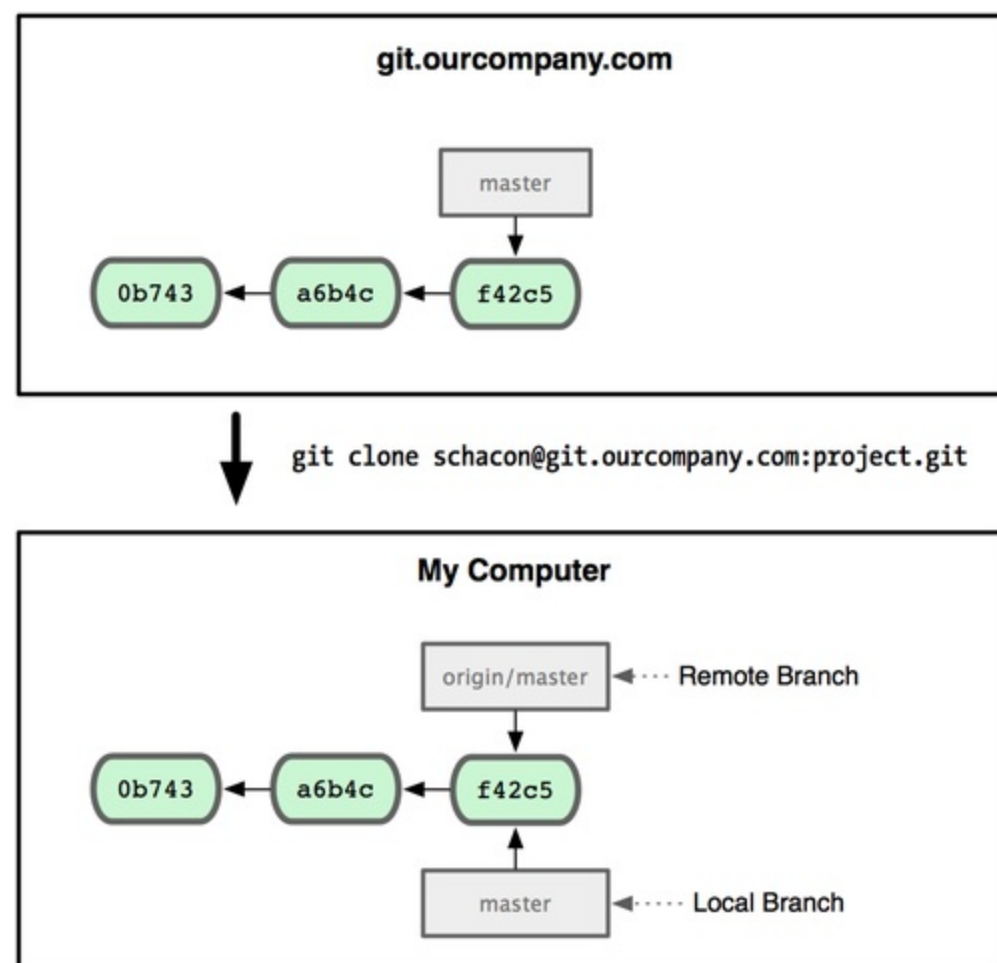 git.ourcompany.com
master
0b743 a6b4c f42c5
git clone schacon@git.ourcompany.com:project.git
My Computer
origin/master Remote Branch
0b743 a6b4c f42c5
master Local Branch